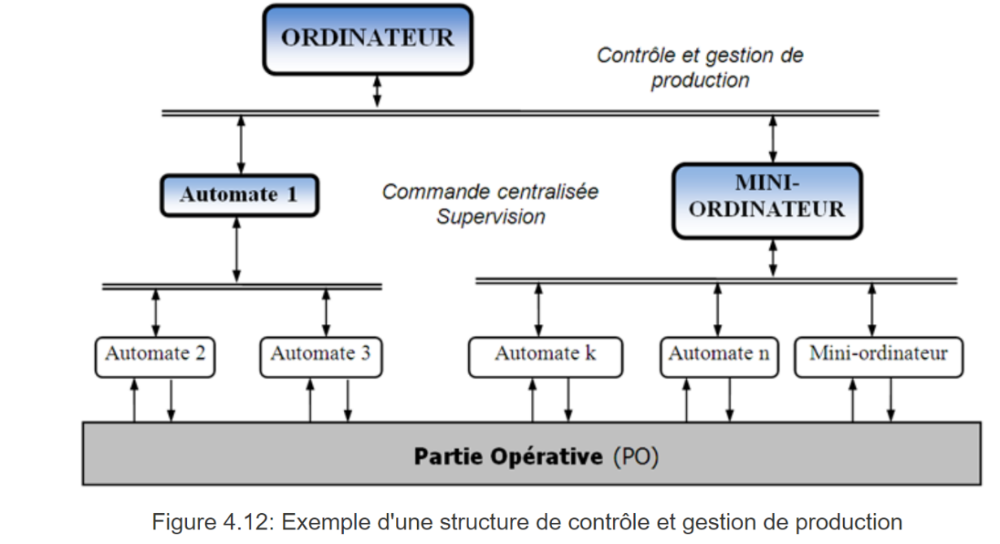 ORDINATEUR
Contrôle et gestion de
production
Automate 1
Commande centralisée
Supervision
MINI-
ORDINATEUR
Automate 2
Automate 3
Automate k
Automate n
Mini-ordinateur
Partie Opérative (PO)
Figure 4.12: Exemple d'une structure de contrôle et gestion de production